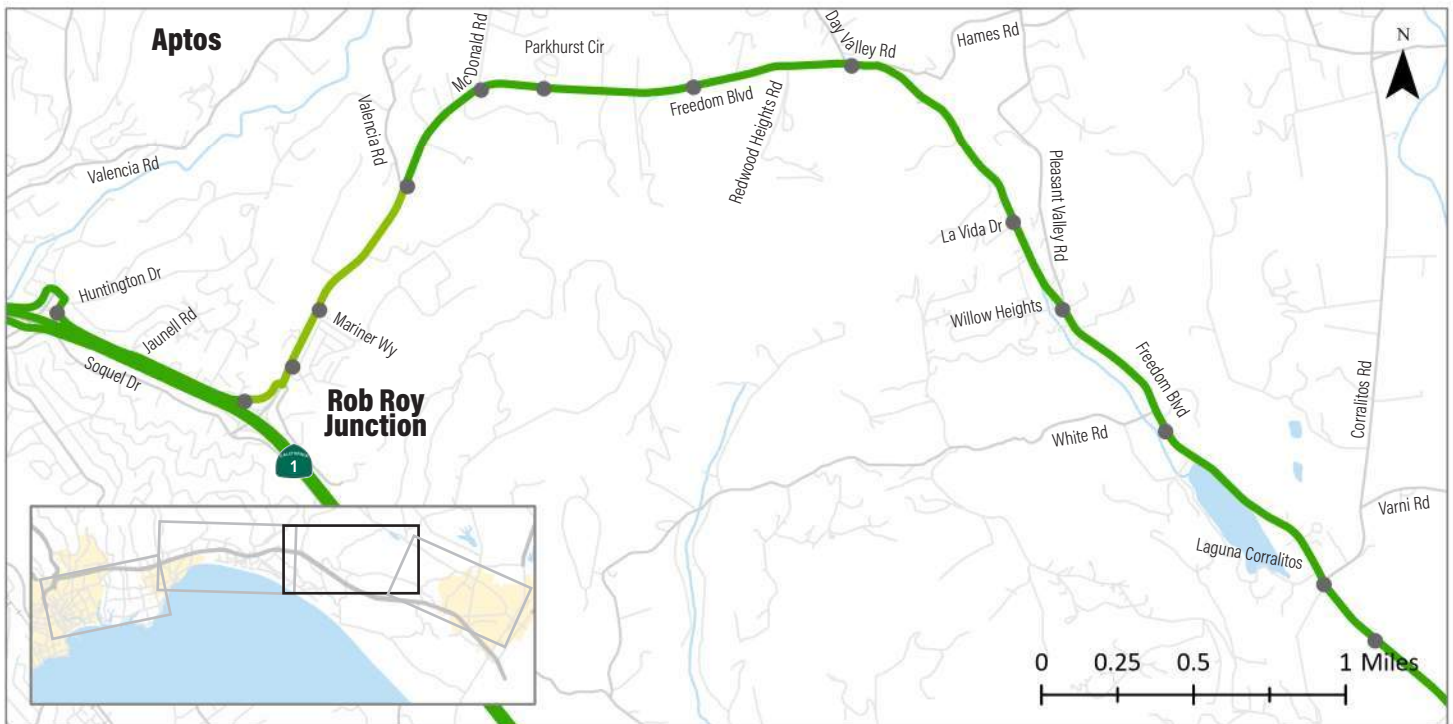 Aptos
McDonald Rd
Parkhurst Cir
Day Valley Rd
Hames Rd
N
Valencia Rd
Valencia Rd
Freedom Blvd
Redwood Heights Rd
Pleasant Valley Rd
La Vida Dr
Huntington Dr
Jaunell Rd
Soquel Dr
Mariner Wy
Willow Heights
Freedom Blvd
Corralitos Rd
Rob Roy
Junction
White Rd
1
Varni Rd
Laguna Corralitos
0 0.25 0.5 1 Miles